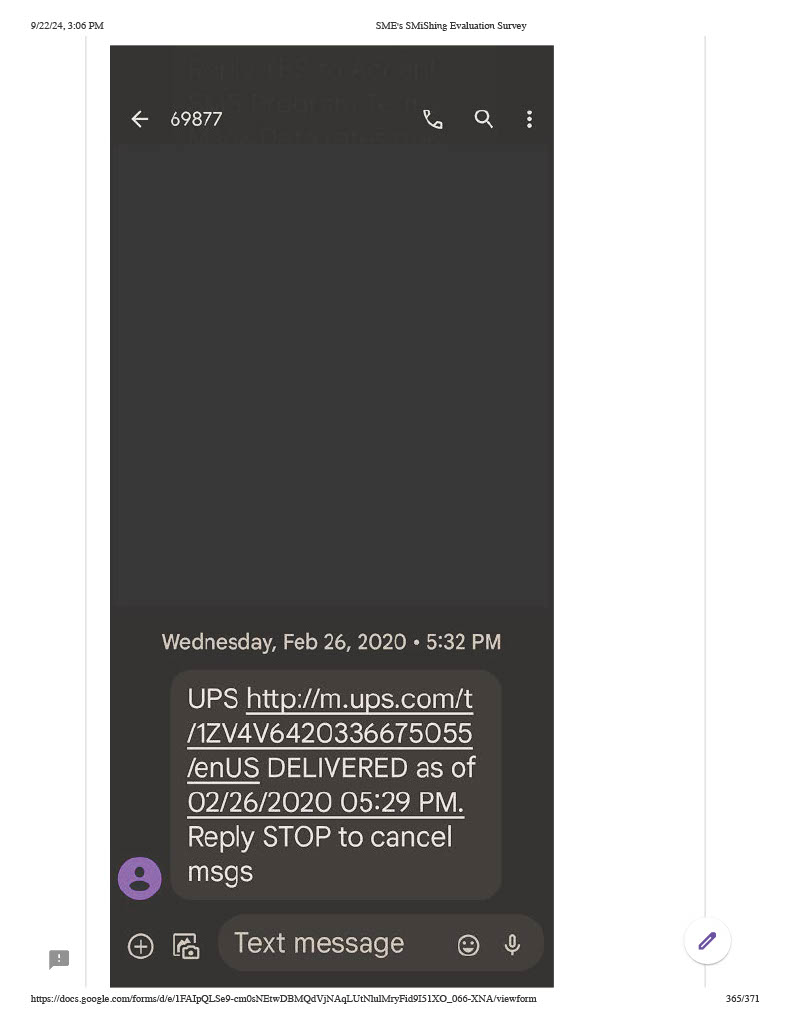 9/22/24, 3:06 PM
SME's SMiShing Evaluation Survey
69877
Wednesday, Feb 26, 2020 • 5:32 PM
UPS http://m.ups.com/t
/1ZV4V6420336675055
/enUS DELIVERED as of
02/26/2020 05:29 PM.
Reply STOP to cancel
msgs
Text message
https://docs.google.com/forms/d/e/1FAIpQLSe9-cm0sNEtwDBMQdVjNAqLUtNlulMryFid9I51XO_066-XNA/viewform
365/371